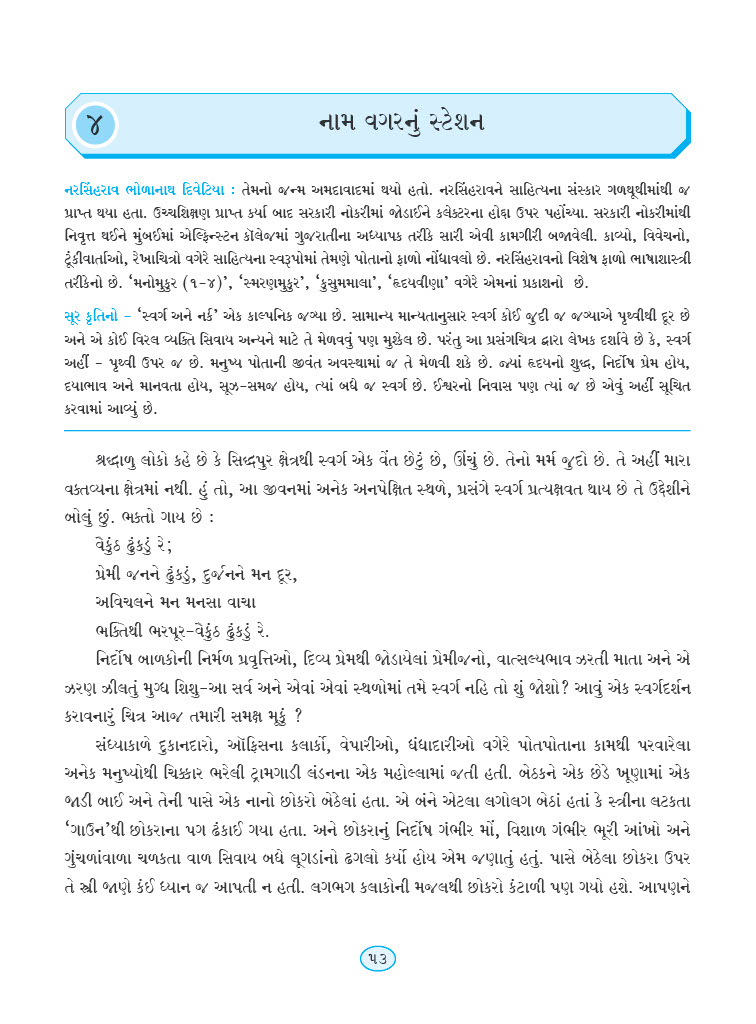 ૪
નામ વગરનું સ્ટેશન
નરસિંહરાવ ભોળાનાથ દિવેટિયા : તેમનો જન્મ અમદાવાદમાં થયો હતો. નરસિંહરાવને સાહિત્યના સંસ્કાર ગળથૂથીમાંથી જ
પ્રાપ્ત થયા હતા. ઉચ્ચશિક્ષણ પ્રાપ્ત કર્યા બાદ સરકારી નોકરીમાં જોડાઈને કલેક્ટરના હોદ્દા ઉપર પહોંચ્યા. સરકારી નોકરીમાંથી
નિવૃત્ત થઈને મુંબઈમાં એલ્ફિન્સ્ટન કૉલેજમાં ગુજરાતીના અધ્યાપક તરીકે સારી એવી કામગીરી બજાવેલી. કાવ્યો, વિવેચનો,
ટૂંકીવાર્તાઓ, રેખાચિત્રો વગેરે સાહિત્યના સ્વરૂપોમાં તેમણે પોતાનો ફાળો નોંધાવલો છે. નરસિંહરાવનો વિશેષ ફાળો ભાષાશાસ્ત્રી
તરીકેનો છે. ‘મનોમુકુર (૧-૪)’, ‘સ્મરણમુકુર’, ‘કુસુમમાલા’, ‘હૃદયવીણા’ વગેરે એમનાં પ્રકાશનો છે.
સૂર કૃતિનો - ‘સ્વર્ગ અને નર્ક’ એક કાલ્પનિક જગ્યા છે. સામાન્ય માન્યતાનુસાર સ્વર્ગ કોઈ જુદી જ જગ્યાએ પૃથ્વીથી દૂર છે
અને એ કોઈ વિરલ વ્યક્તિ સિવાય અન્યને માટે તે મેળવવું પણ મુશ્કેલ છે. પરંતુ આ પ્રસંગચિત્ર દ્વારા લેખક દર્શાવે છે કે, સ્વર્ગ
અહીં - પૃથ્વી ઉપર જ છે. મનુષ્ય પોતાની જીવંત અવસ્થામાં જ તે મેળવી શકે છે. જ્યાં હૃદયનો શુદ્ધ, નિર્દોષ પ્રેમ હોય,
દયાભાવ અને માનવતા હોય, સૂઝ-સમજ હોય, ત્યાં બધે જ સ્વર્ગ છે. ઈશ્વરનો નિવાસ પણ ત્યાં જ છે એવું અહીં સૂચિત
કરવામાં આવ્યું છે.
શ્રદ્ધાળુ લોકો કહે છે કે સિદ્ધપુર ક્ષેત્રથી સ્વર્ગ એક વેંત છેટું છે, ઊંચું છે. તેનો મર્મ જુદો છે. તે અહીં મારા
વક્તવ્યના ક્ષેત્રમાં નથી. હું તો, આ જીવનમાં અનેક અનપેક્ષિત સ્થળે, પ્રસંગે સ્વર્ગ પ્રત્યક્ષવત થાય છે તે ઉદ્દેશીને
બોલું છું. ભક્તો ગાય છે :
વૈકુંઠ ઢુંકડું રે;
પ્રેમી જનને ઢુંકડું, દુર્જનને મન દૂર,
અવિચલને મન મનસા વાચા
ભક્તિથી ભરપૂર-વૈકુંઠ ઢુંકડું રે.
નિર્દોષ બાળકોની નિર્મળ પ્રવૃત્તિઓ, દિવ્ય પ્રેમથી જોડાયેલાં પ્રેમીજનો, વાત્સલ્યભાવ ઝરતી માતા અને એ
ઝરણ ઝીલતું મુગ્ધ શિશુ-આ સર્વ અને એવાં એવાં સ્થળોમાં તમે સ્વર્ગ નહિ તો શું જોશો? આવું એક સ્વર્ગદર્શન
કરાવનારું ચિત્ર આજ તમારી સમક્ષ મૂકું ?
સંધ્યાકાળે દુકાનદારો, ઑફિસના કલાર્કો, વેપારીઓ, ધંધાદારીઓ વગેરે પોતપોતાના કામથી પરવારેલા
અનેક મનુષ્યોથી ચિક્કાર ભરેલી ટ્રામગાડી લંડનના એક મહોલ્લામાં જતી હતી. બેઠકને એક છેડે ખૂણામાં એક
જાડી બાઈ અને તેની પાસે એક નાનો છોકરો બેઠેલાં હતા. એ બંને એટલા લગોલગ બેઠાં હતાં કે સ્ત્રીના લટકતા
‘ગાઉન’થી છોકરાના પગ ઢંકાઈ ગયા હતા. અને છોકરાનું નિર્દોષ ગંભીર મોં, વિશાળ ગંભીર ભૂરી આંખો અને
ગુંચળાંવાળા ચળકતા વાળ સિવાય બધે લૂગડાંનો ઢગલો કર્યો હોય એમ જણાતું હતું. પાસે બેઠેલા છોકરા ઉપર
તે સ્ત્રી જાણે કંઈ ધ્યાન જ આપતી ન હતી. લગભગ કલાકોની મજલથી છોકરો કંટાળી પણ ગયો હશે. આપણને
૫૩